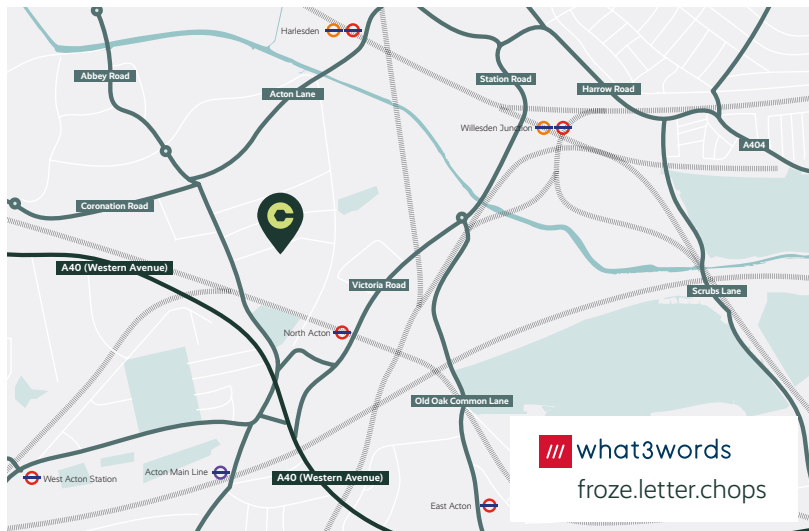 Harlesden
Abbey Road
Station Road
Acton Lane
Harrow Road
Willesden Junction
A404
Coronation Road
A40 (Western Avenue)
Victoria Road
Scrubs Lane
North Acton
Old Oak Common Lane
what3words
froze.letter.chops
West Acton Station
Acton Main Line
A40 (Western Avenue)
East Acton